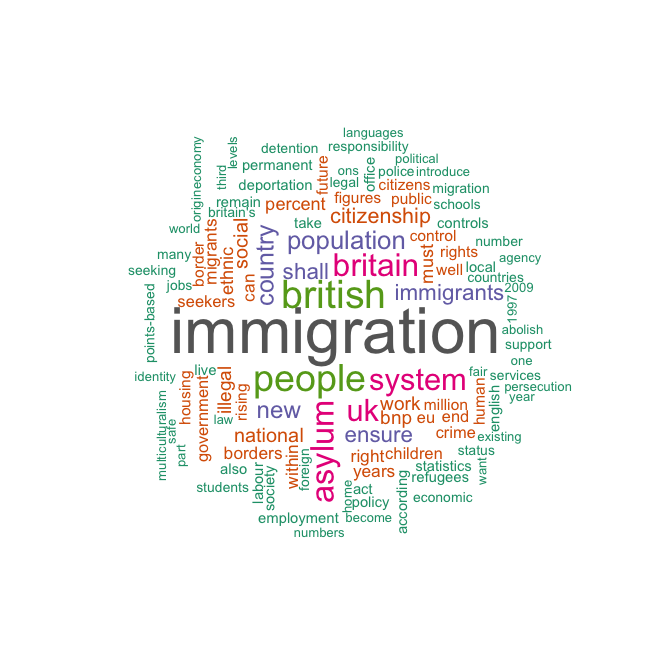 languages
responsibility
detention
levels
political
permanent
ons
office
police
introduce
third
future
legal
deportation
citizens
migration
economy
origin
remain
percent
figures
public
schools
britain's
take
citizenship
controls
world
migrants
social
country
population
control
number
many
border
ethnic
shall
britain
must
rights
agency
seeking
can
well
local
countries
jobs
seekers
british
immigrants
2009
points-based
immigration
1997
abolish
support
one
identity
live
people
system
fair
services
housing
illegal
human
persecution
multiculturalism
safe
government
rising
new
uk
work
million
english
year
law
bnp
eu
end
part
national
asylum
ensure
crime
existing
borders
within
right
children
status
also
foreign
years
statistics
want
students
labour
society
home
act
refugees
policy
according
economic
employment
become
numbers